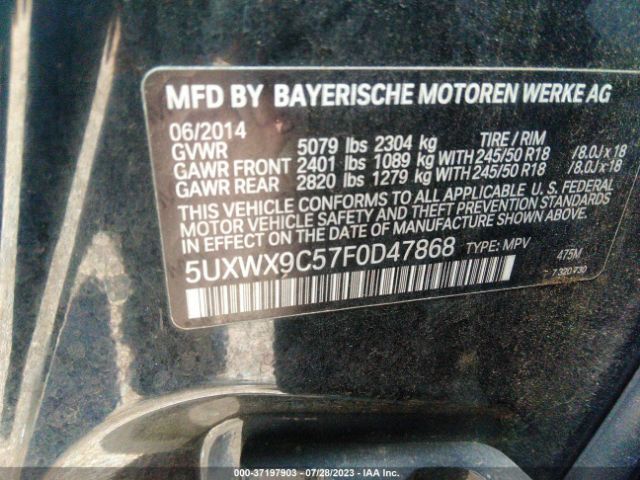 MFD BY BAYERISCHE MOTOREN WERKE AG
06/2014 TIRE / RIM
GVWR 5079 lbs 2304 kg
GAWR FRONT 2401 lbs 1089 kg WITH 245/50 R18 /8.0J x 18
GAWR REAR 2820 lbs 1279 kg WITH 245/50 R18 /8.0J x 18
THIS VEHICLE CONFORMS TO ALL APPLICABLE U. S. FEDERAL
MOTOR VEHICLE SAFETY AND THEFT PREVENTION STANDARDS
IN EFFECT ON THE DATE OF MANUFACTURE SHOWN ABOVE.
5UXWX9C57F0D47868 TYPE: MPV 475M
7 320 730
000-37197903 - 07/28/2023 - IAA Inc.